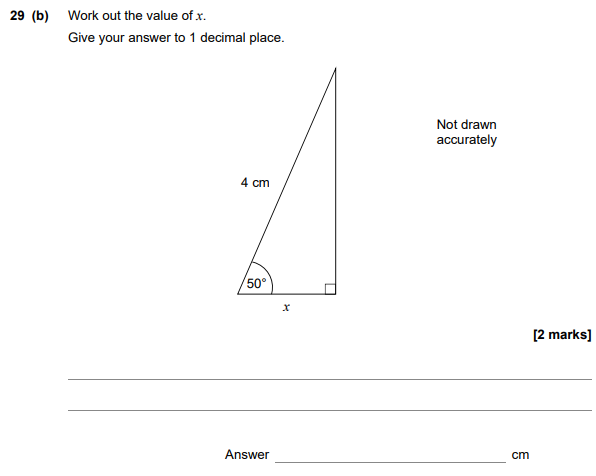 29 (b) Work out the value of x.
Give your answer to 1 decimal place.
Not drawn
accurately
4 cm
50°
x
[2 marks]
Answer cm